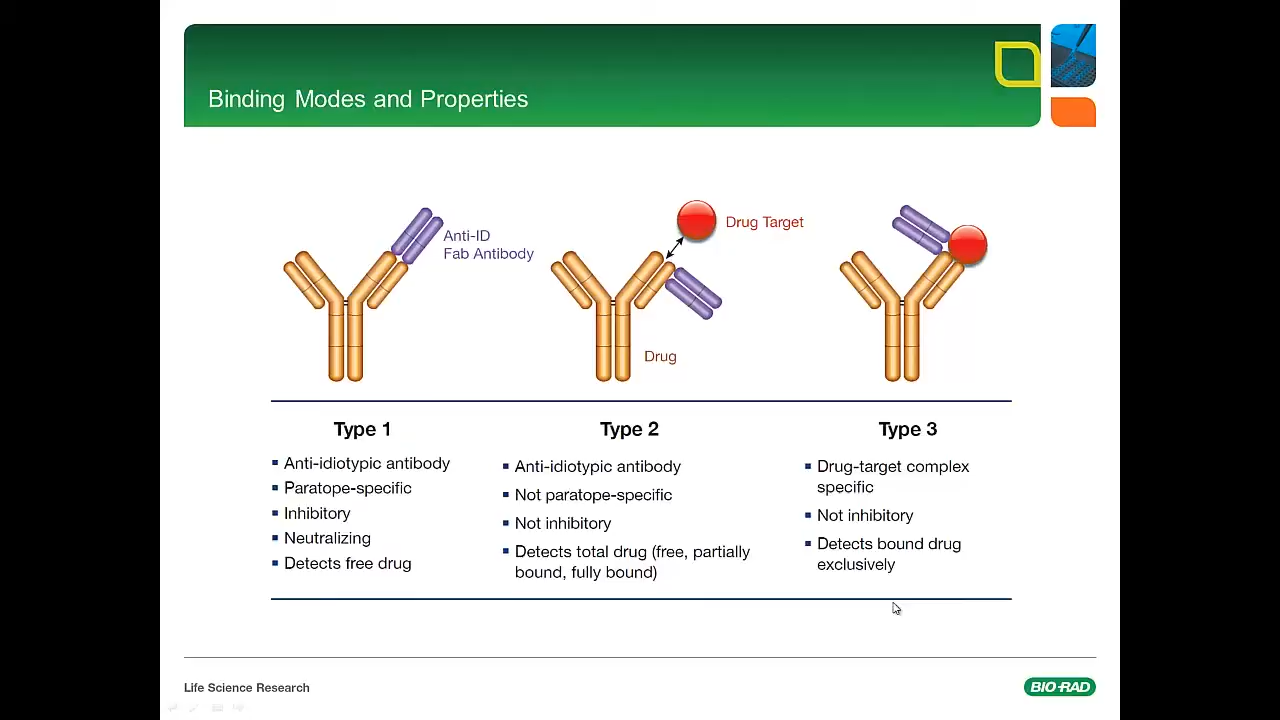 Binding Modes and Properties
Anti-ID
Fab Antibody
Drug Target
Drug
Type 1
Anti-idiotypic antibody
Paratope-specific
Inhibitory
Neutralizing
Detects free drug
Type 2
Anti-idiotypic antibody
Not paratope-specific
Not inhibitory
Detects total drug (free, partially
bound, fully bound)
Type 3
Drug-target complex
specific
Not inhibitory
Detects bound drug
exclusively
Life Science Research
BIO-RAD